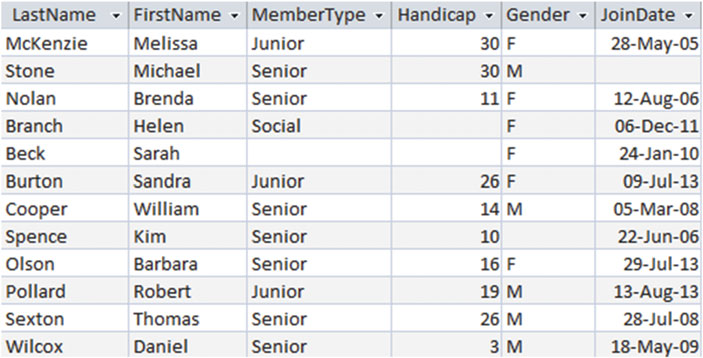 LastName FirstName MemberType Handicap Gender JoinDate
McKenzie Melissa Junior 30 F 28-May-05
Stone Michael Senior 30 M
Nolan Brenda Senior 11 F 12-Aug-06
Branch Helen Social F 06-Dec-11
Beck Sarah F 24-Jan-10
Burton Sandra Junior 26 F 09-Jul-13
Cooper William Senior 14 M 05-Mar-08
Spence Kim Senior 10 22-Jun-06
Olson Barbara Senior 16 F 29-Jul-13
Pollard Robert Junior 19 M 13-Aug-13
Sexton Thomas Senior 26 M 28-Jul-08
Wilcox Daniel Senior 3 M 18-May-09